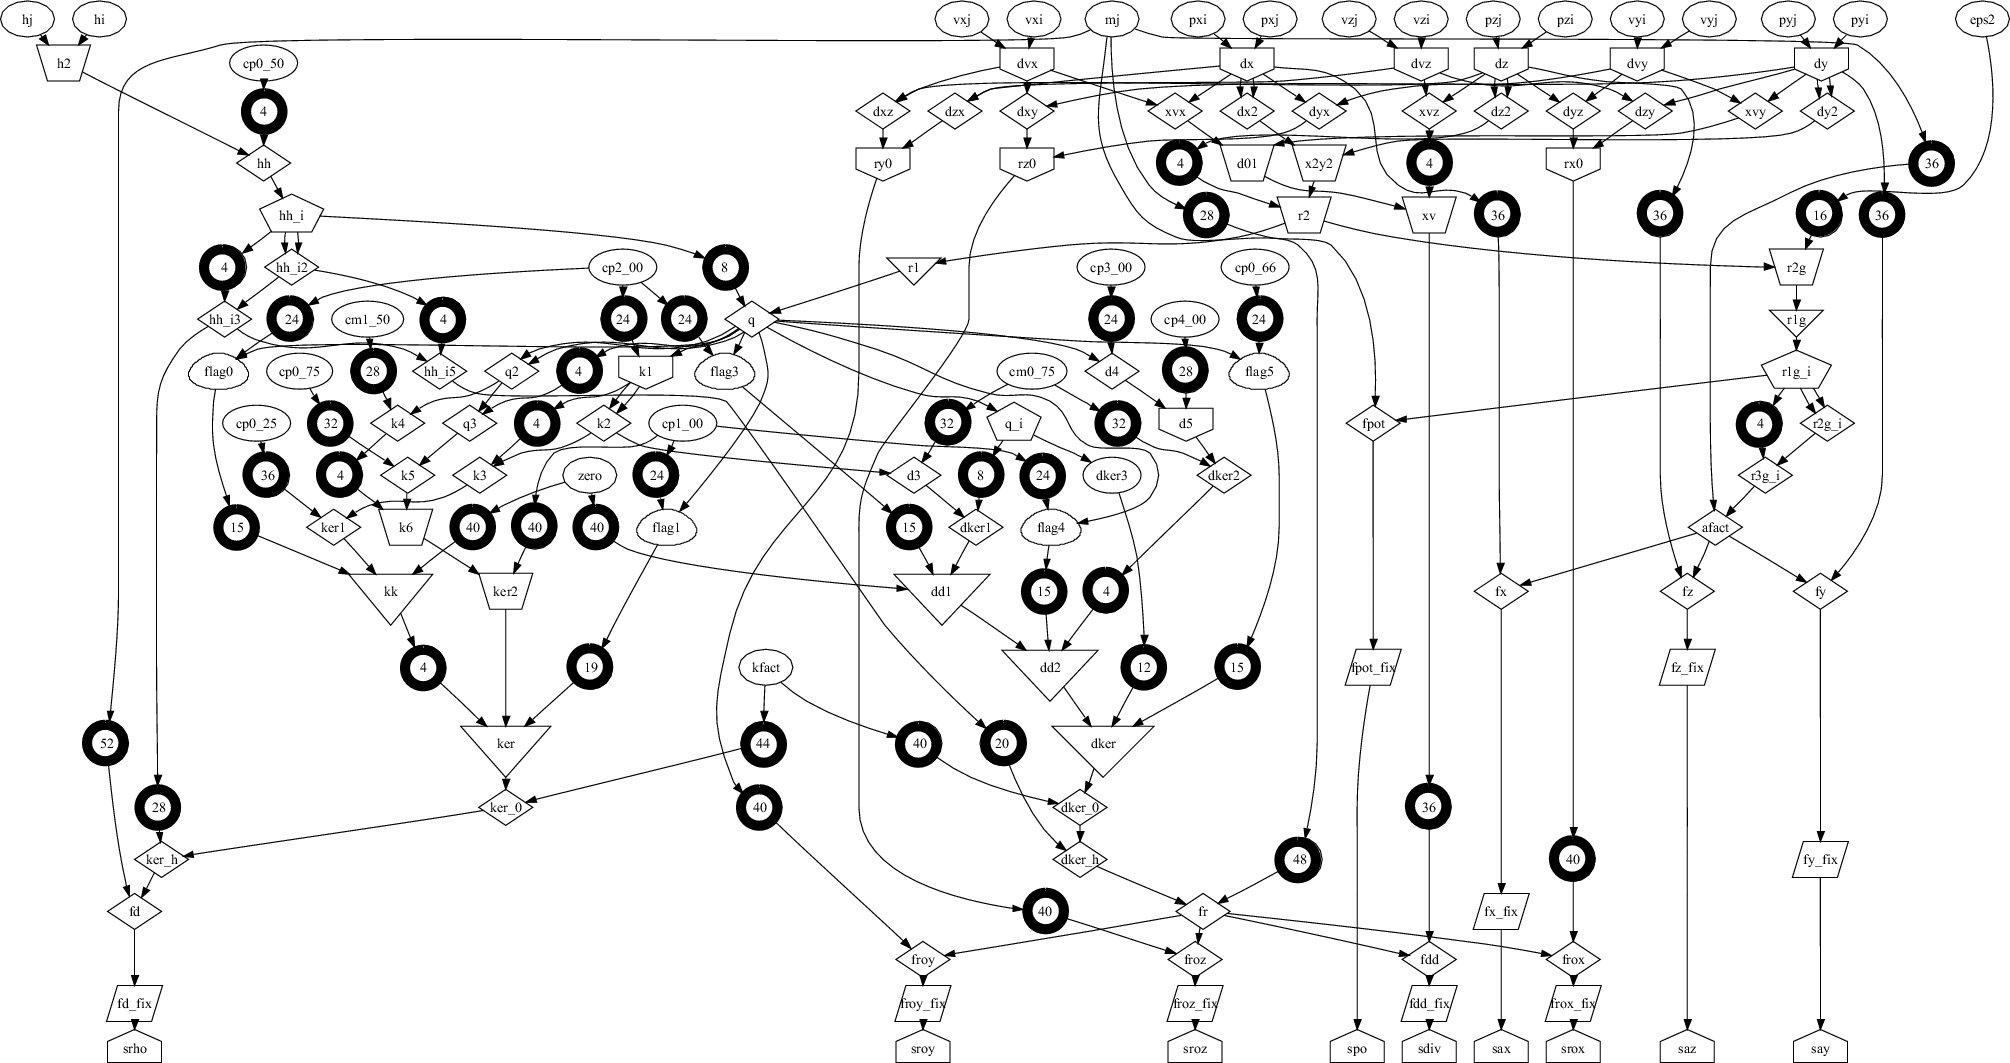 hj hi vxj vxi mj pxi pxj vzj vzi pzj pzi vyi vyj pyj pyi eps2
h2 cp0_50 dvx dx dvz dz dvy dy
4 dxz dzx dxy xvx dx2 dyx xvz dz2 dyz dzy xvy dy2
hh ry0 rz0 4 d01 x2y2 4 rx0 36
hh_i 28 r2 xv 36 36 16 36
4 hh_i2 cp2_00 8 r1 cp3_00 cp0_66 r2g
hh_i3 24 cm1_50 4 24 24 q 24 cp4_00 24 r1g
flag0 cp0_75 28 hh_i5 q2 4 k1 flag3 cm0_75 d4 28 flag5 r1g_i
cp0_25 32 k4 q3 4 k2 cp1_00 32 q_i 32 d5 fpot 4 r2g_i
36 4 k5 k3 zero 24 d3 8 24 dker3 dker2 r3g_i
15 ker1 k6 40 40 40 flag1 15 dker1 flag4 afact
kk ker2 dd1 15 4 fx fz fy
4 19 kfact dd2 12 15 fpot_fix fz_fix
52 ker 44 40 20 dker
28 ker_0 40 dker_0 36
ker_h dker_h 48 40 fy_fix
fd 40 fr fx_fix
froy froz fdd frox
fd_fix froy_fix froz_fix fdd_fix frox_fix
srho sroy sroz spo sdiv sax srox saz say